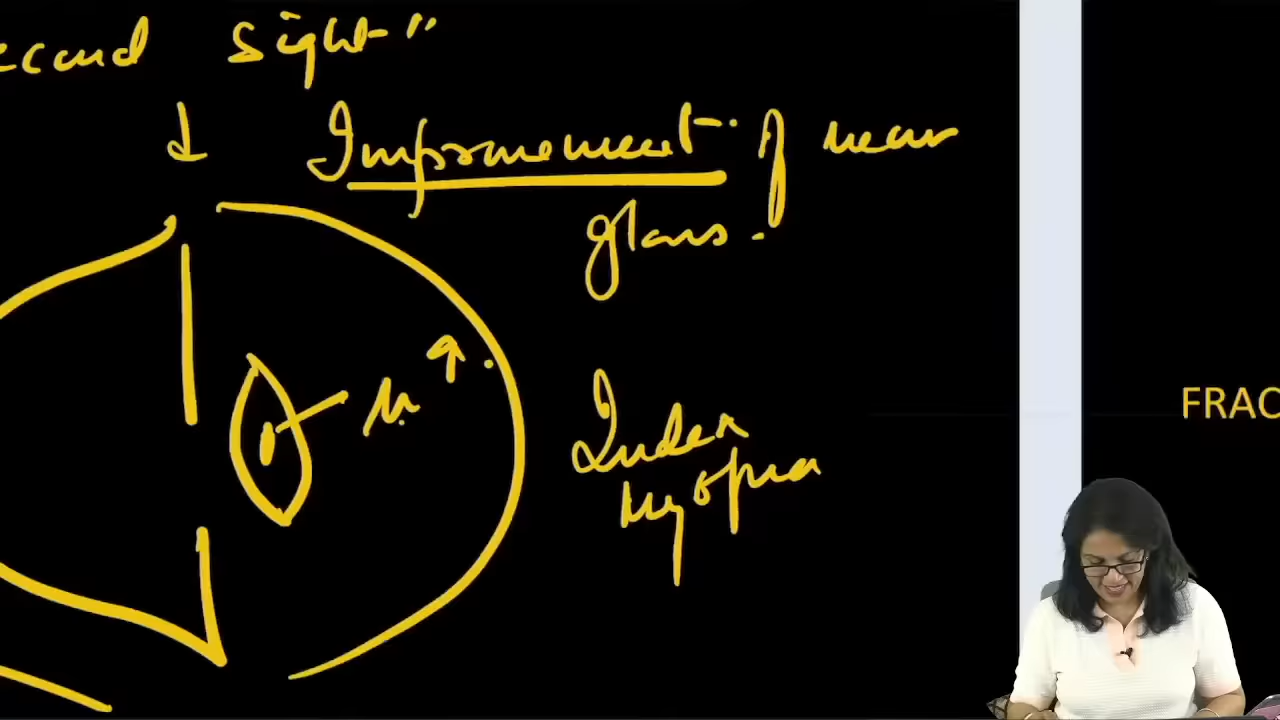 second sight"
Improvement of near
glass.
μ ↑.
Index
myopia
FRAC